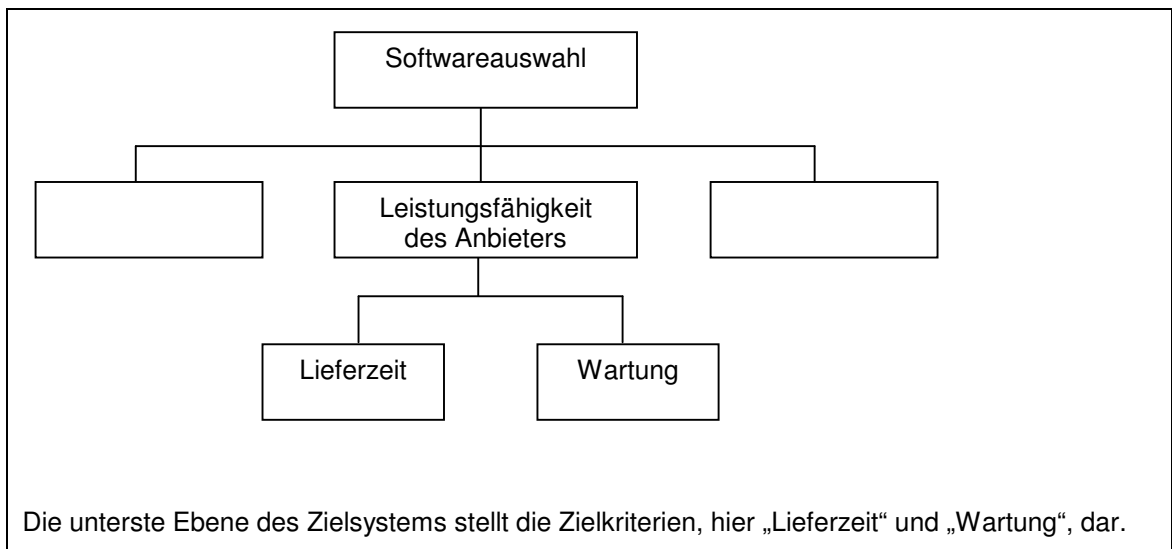 Softwareauswahl
Leistungsfähigkeit
des Anbieters
Lieferzeit
Wartung
Die unterste Ebene des Zielsystems stellt die Zielkriterien, hier „Lieferzeit“ und „Wartung“, dar.